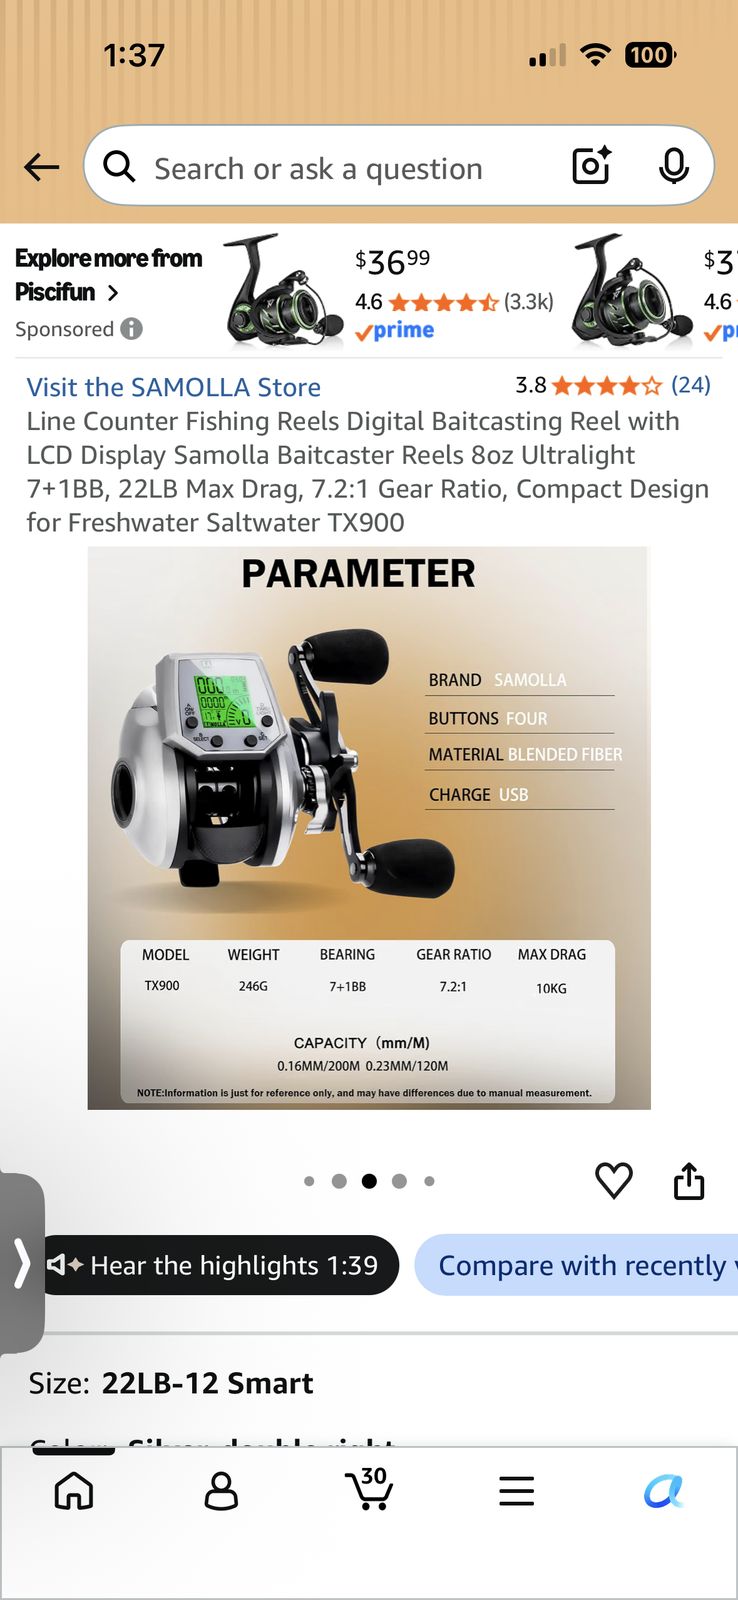 1:37
100
Search or ask a question
Explore more from
Piscifun
Sponsored
$36.99
4.6 (3.3k)
prime
$3
4.6
Visit the SAMOLLA Store
3.8 (24)
Line Counter Fishing Reels Digital Baitcasting Reel with
LCD Display Samolla Baitcaster Reels 8oz Ultralight
7+1BB, 22LB Max Drag, 7.2:1 Gear Ratio, Compact Design
for Freshwater Saltwater TX900
PARAMETER
BRAND SAMOLLA
BUTTONS FOUR
MATERIAL BLENDED FIBER
CHARGE USB
MODEL WEIGHT BEARING GEAR RATIO MAX DRAG
TX900 246G 7+1BB 7.2:1 10KG
CAPACITY (mm/M)
0.16MM/200M 0.23MM/120M
NOTE:Information is just for reference only, and may have differences due to manual measurement.
Hear the highlights 1:39
Compare with recently
Size: 22LB-12 Smart
30